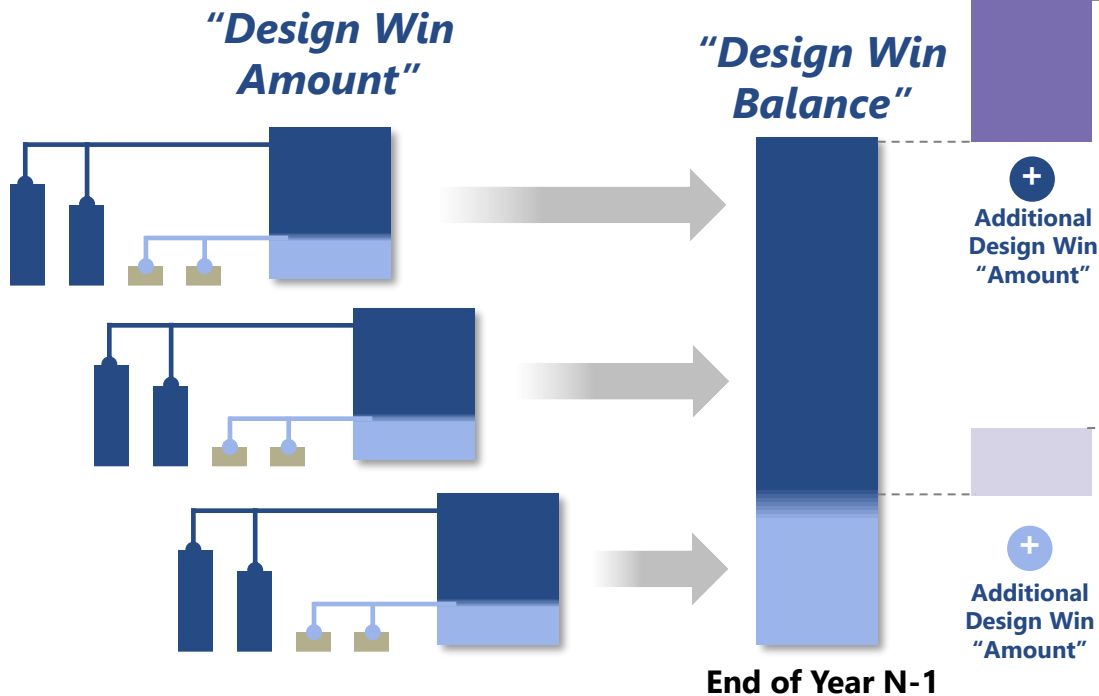 “Design Win
Amount”
“Design Win
Balance”
+
Additional
Design Win
“Amount”
+
Additional
Design Win
“Amount”
End of Year N-1